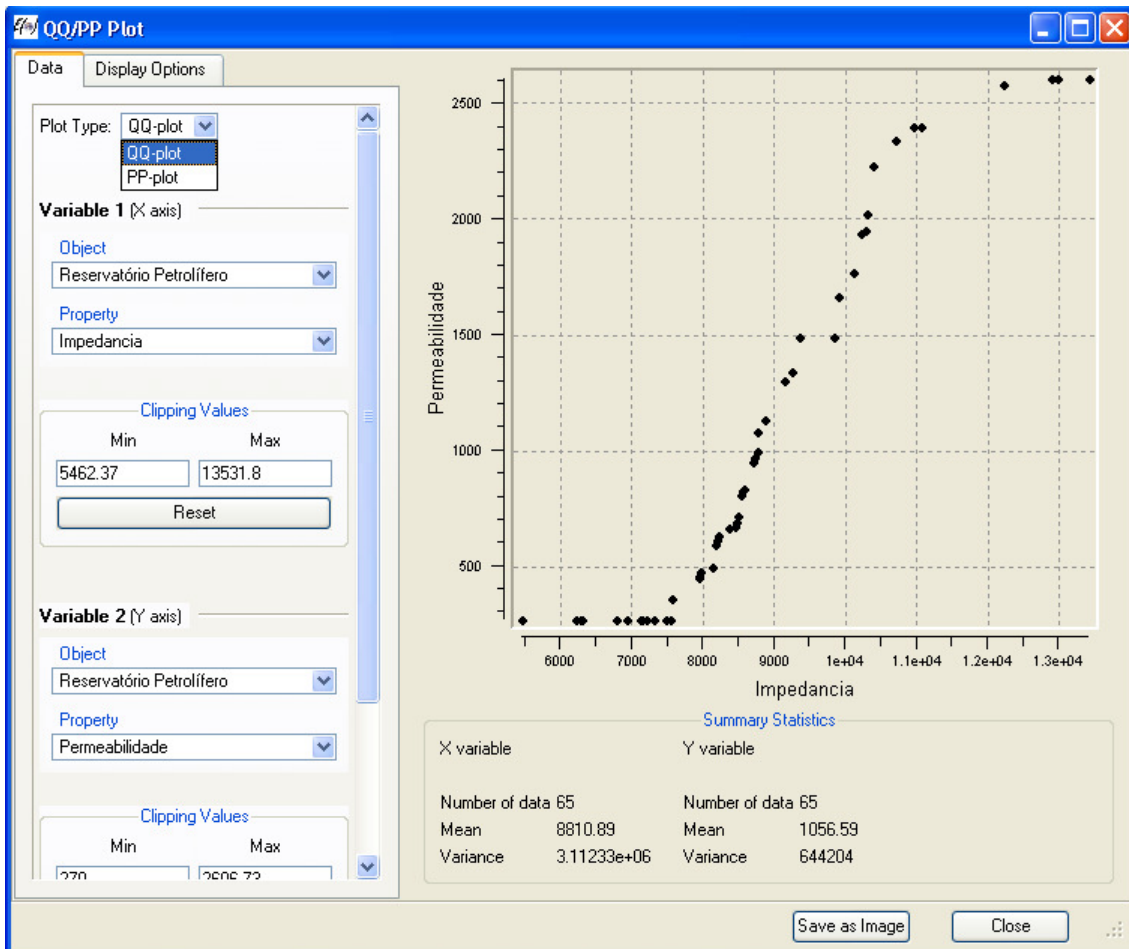 QQ/PP Plot
Data
Display Options
Plot Type: QQ-plot
QQ-plot
PP-plot
Variable 1 (X axis)
Object
Reservatório Petrolífero
Property
Impedancia
Clipping Values
Min Max
5462.37 13531.8
Reset
Variable 2 (Y axis)
Object
Reservatório Petrolífero
Property
Permeabilidade
Clipping Values
Min Max
270 2606.73
2500
2000
1500
1000
500
Permeabilidade
6000 7000 8000 9000 1e+04 1.1e+04 1.2e+04 1.3e+04
Impedancia
Summary Statistics
X variable Y variable
Number of data 65 Number of data 65
Mean 8810.89 Mean 1056.59
Variance 3.11233e+06 Variance 644204
Save as Image
Close